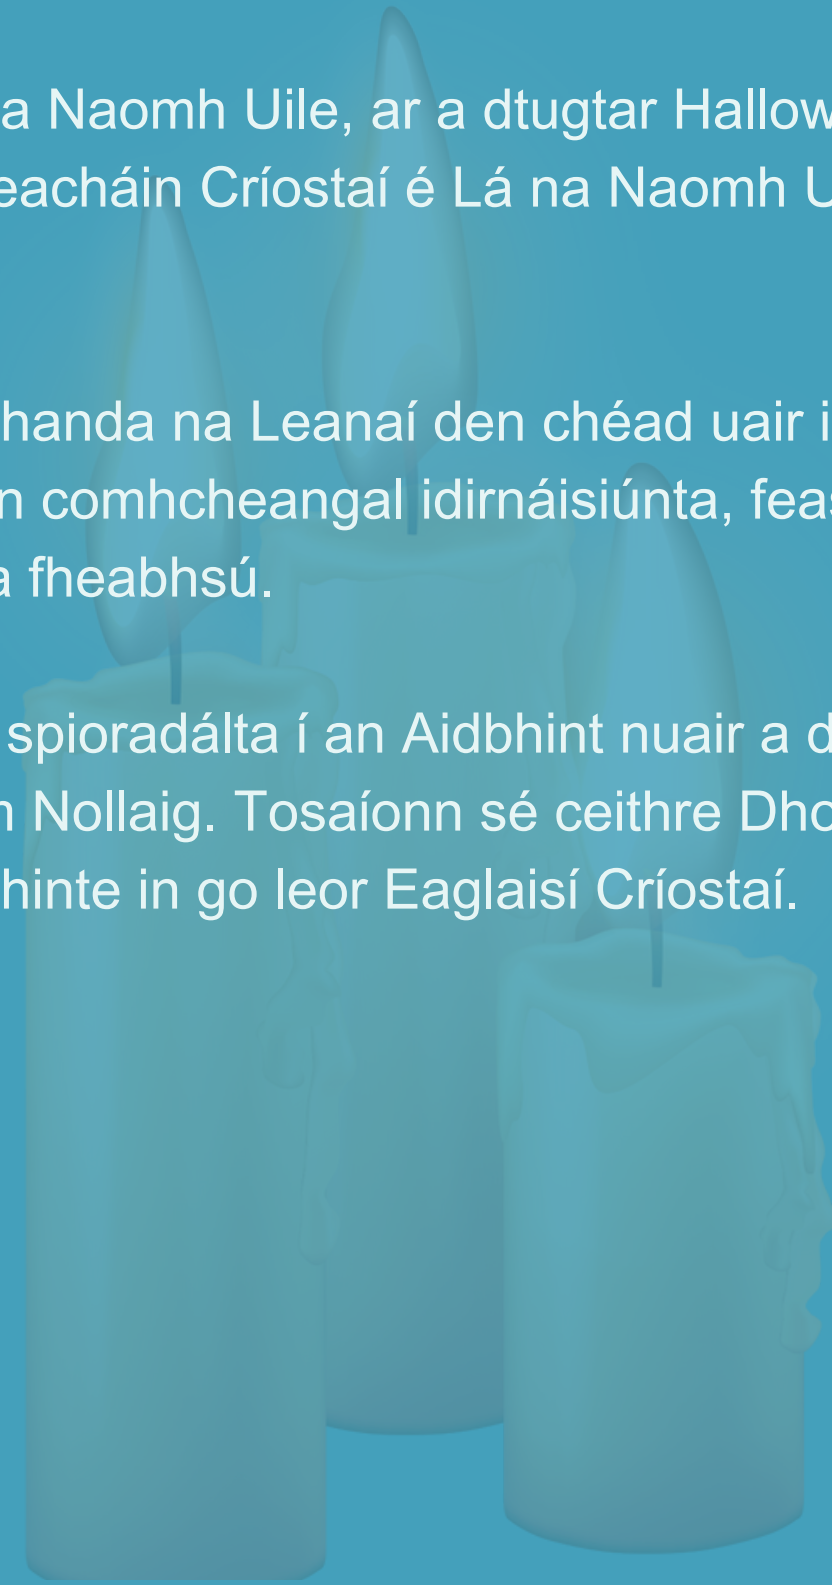 a Naomh Uile, ar a dtugtar Hallow
eacháin Críostaí é Lá na Naomh U
handa na Leanaí den chéad uair i
n comhcheangal idirnáisiúnta, feas
a fheabhsú.
spioradálta í an Aidbhint nuair a d
n Nollaig. Tosaíonn sé ceithre Dho
hinte in go leor Eaglaisí Críostaí.